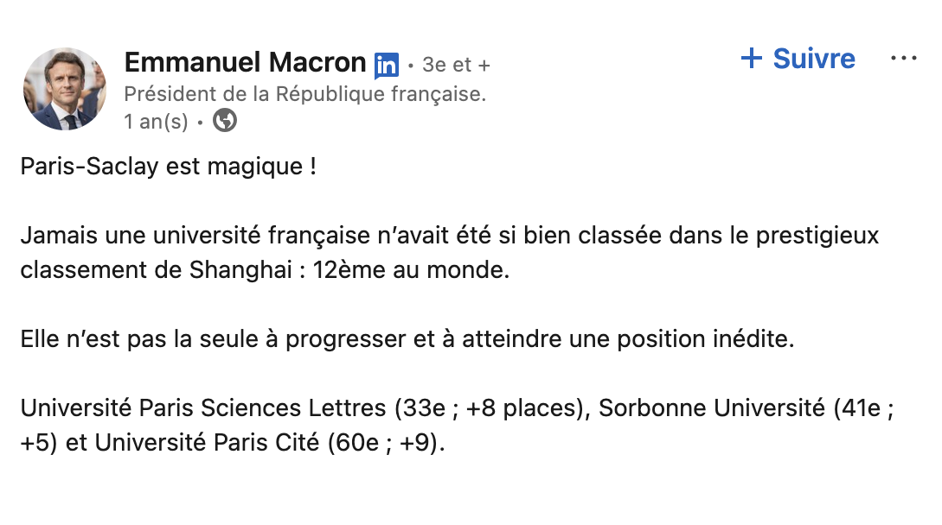 Emmanuel Macron in • 3e et +
+ Suivre ...
Président de la République française.
1 an(s) •
Paris-Saclay est magique !
Jamais une université française n’avait été si bien classée dans le prestigieux
classement de Shanghai : 12ème au monde.
Elle n’est pas la seule à progresser et à atteindre une position inédite.
Université Paris Sciences Lettres (33e ; +8 places), Sorbonne Université (41e ;
+5) et Université Paris Cité (60e ; +9).